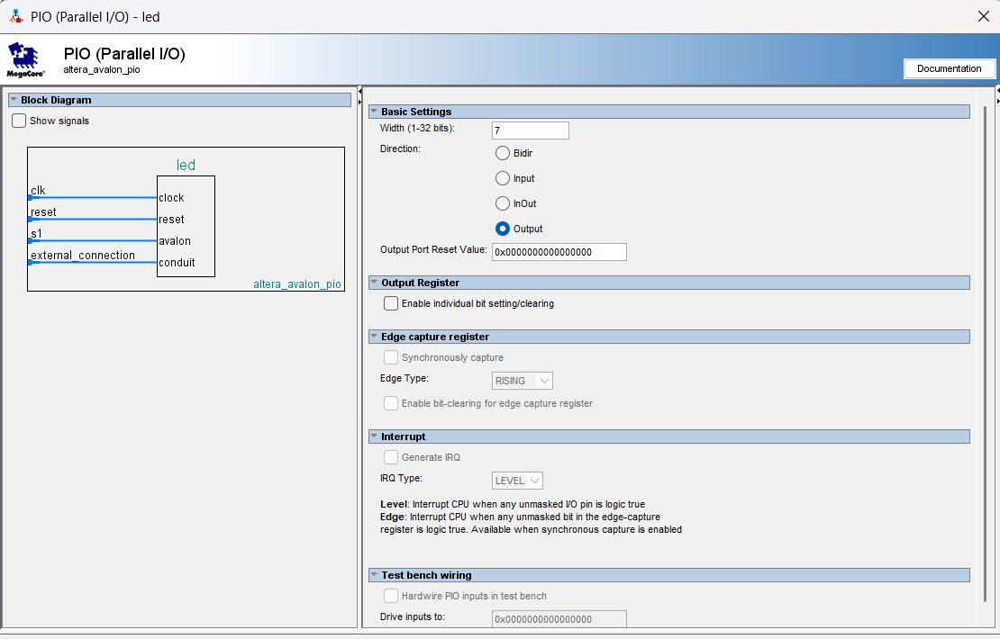 PIO (Parallel I/O) - led
MegaCore®
PIO (Parallel I/O)
altera_avalon_pio
Documentation
Block Diagram
Show signals
led
clk
clock
reset
reset
s1
avalon
external_connection
conduit
altera_avalon_pio
Basic Settings
Width (1-32 bits): 7
Direction: Bidir
Input
InOut
Output
Output Port Reset Value: 0x0000000000000000
Output Register
Enable individual bit setting/clearing
Edge capture register
Synchronously capture
Edge Type: RISING
Enable bit-clearing for edge capture register
Interrupt
Generate IRQ
IRQ Type: LEVEL
Level: Interrupt CPU when any unmasked I/O pin is logic true
Edge: Interrupt CPU when any unmasked bit in the edge-capture
register is logic true. Available when synchronous capture is enabled
Test bench wiring
Hardwire PIO inputs in test bench
Drive inputs to: 0x0000000000000000